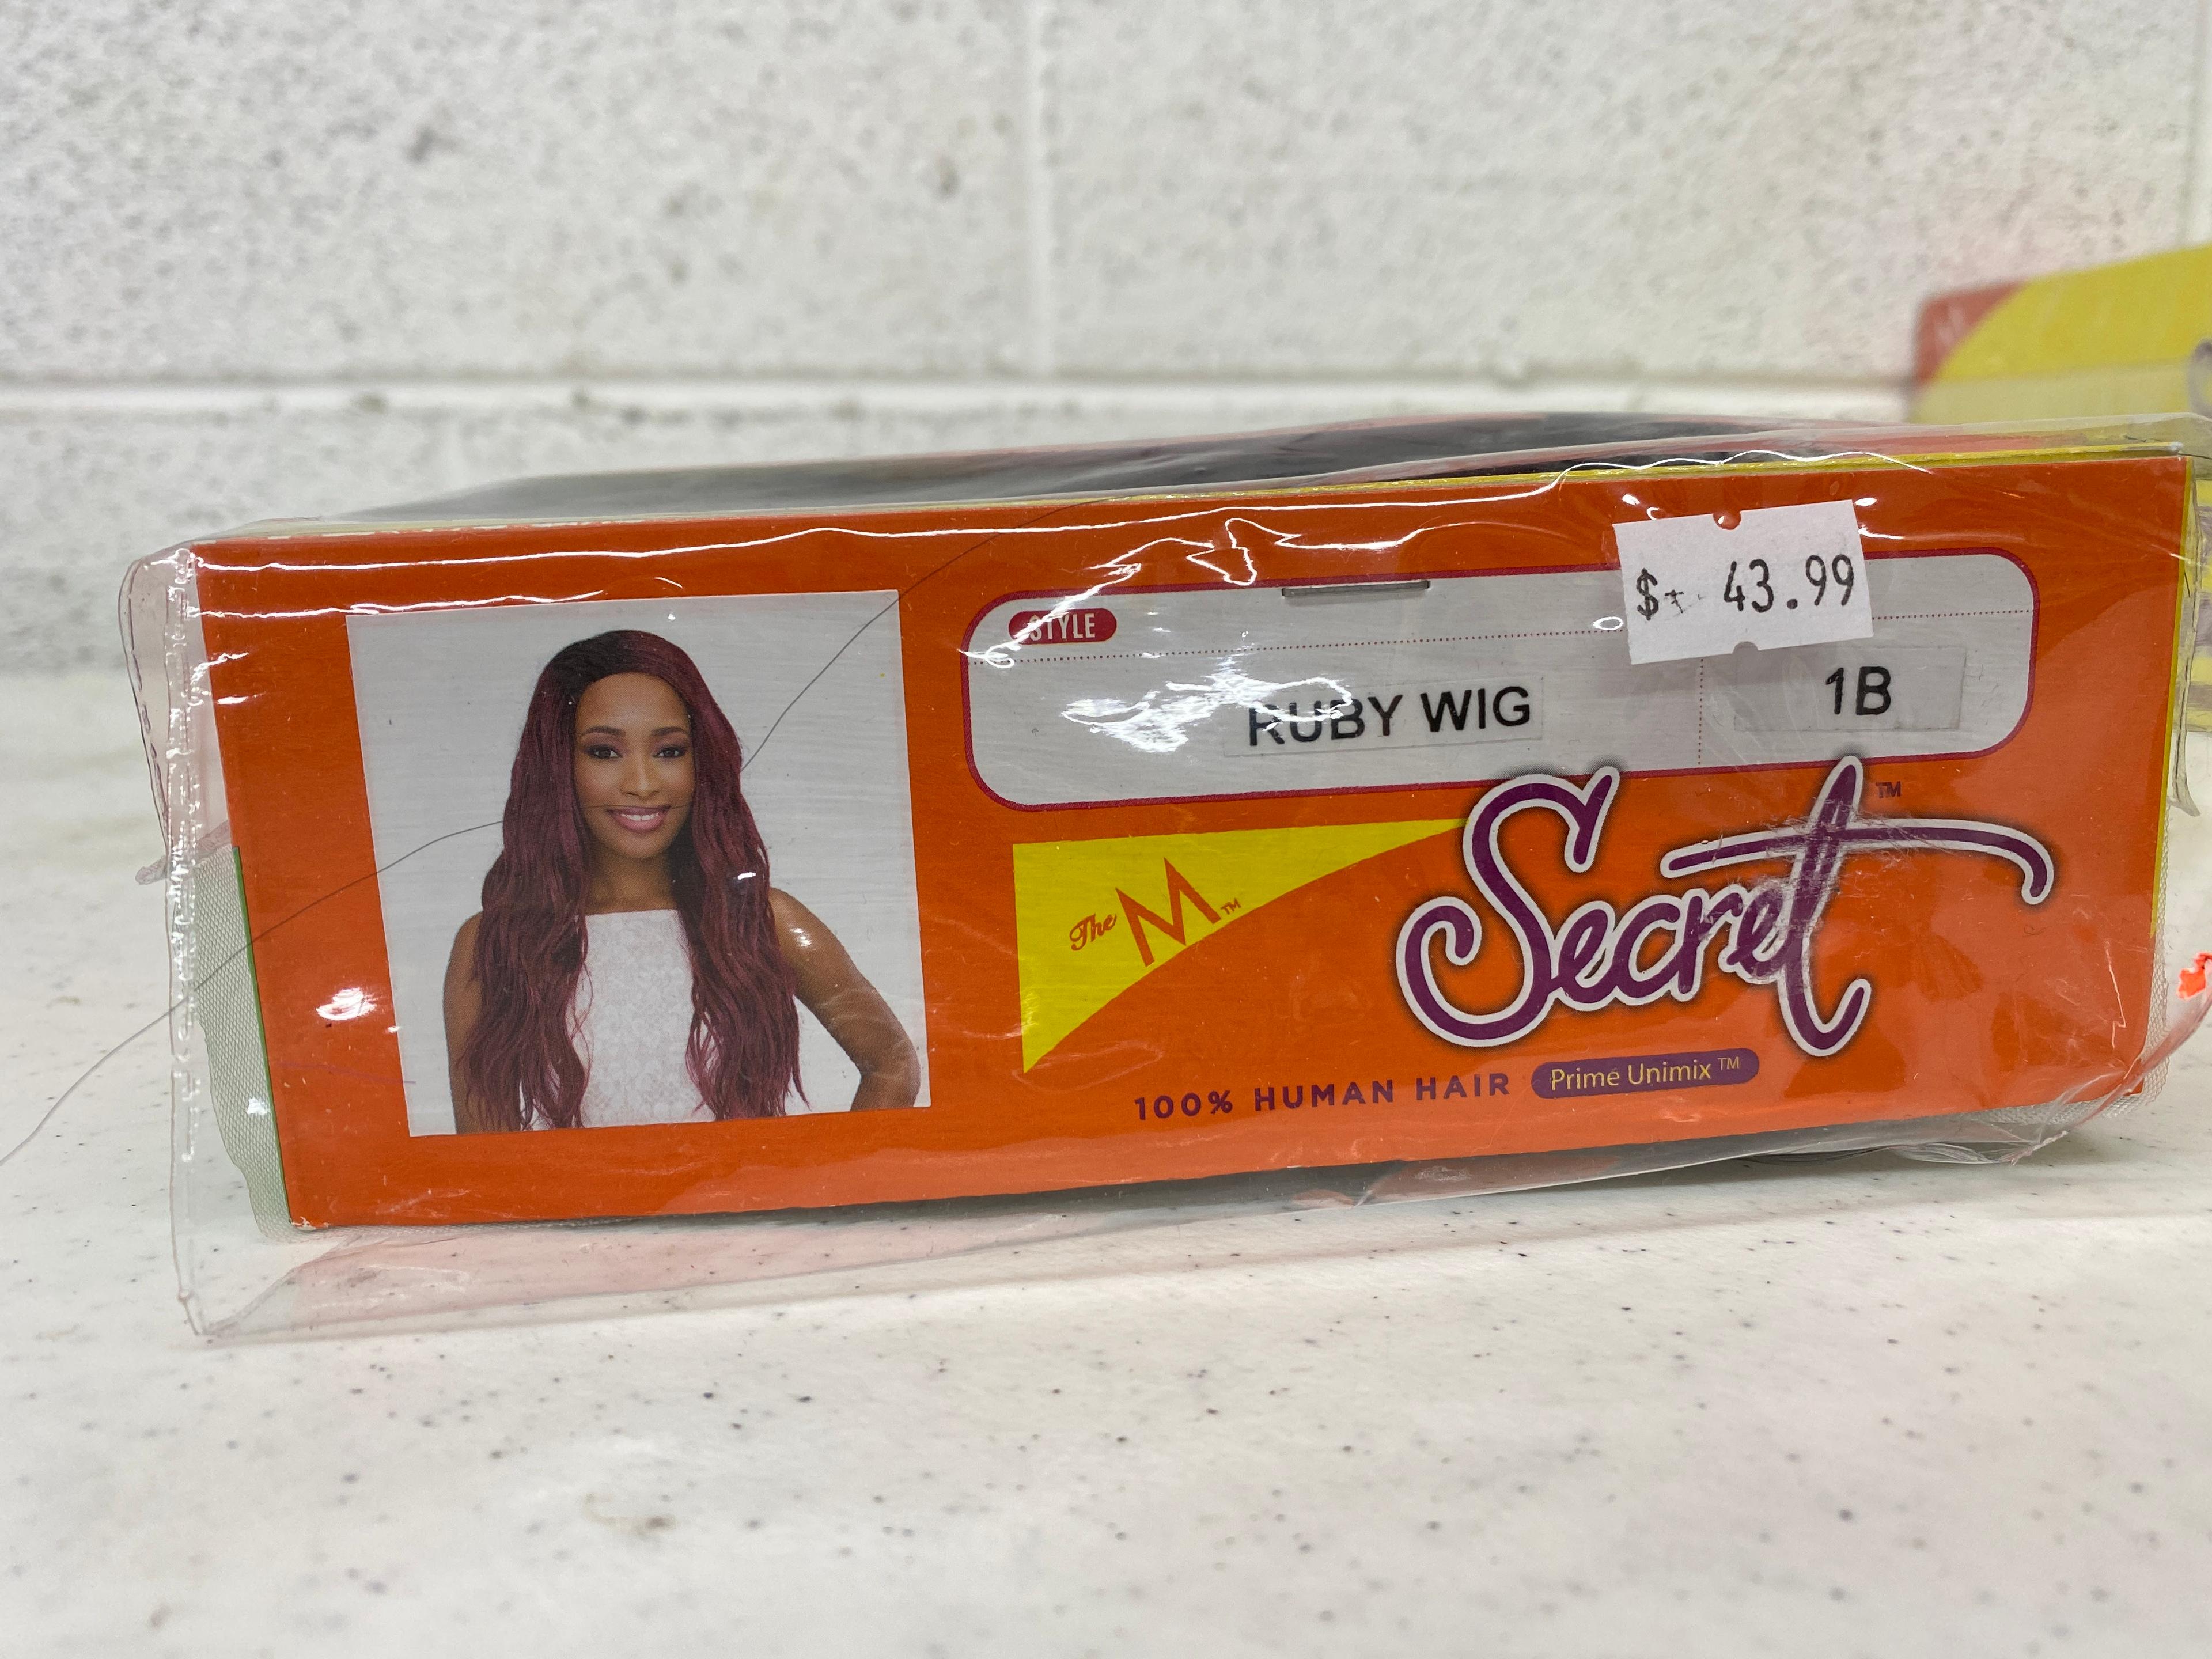 $ 43.99
STYLE
RUBY WIG
1B
The M™
Secret™
100% HUMAN HAIR
Prime Unimix™